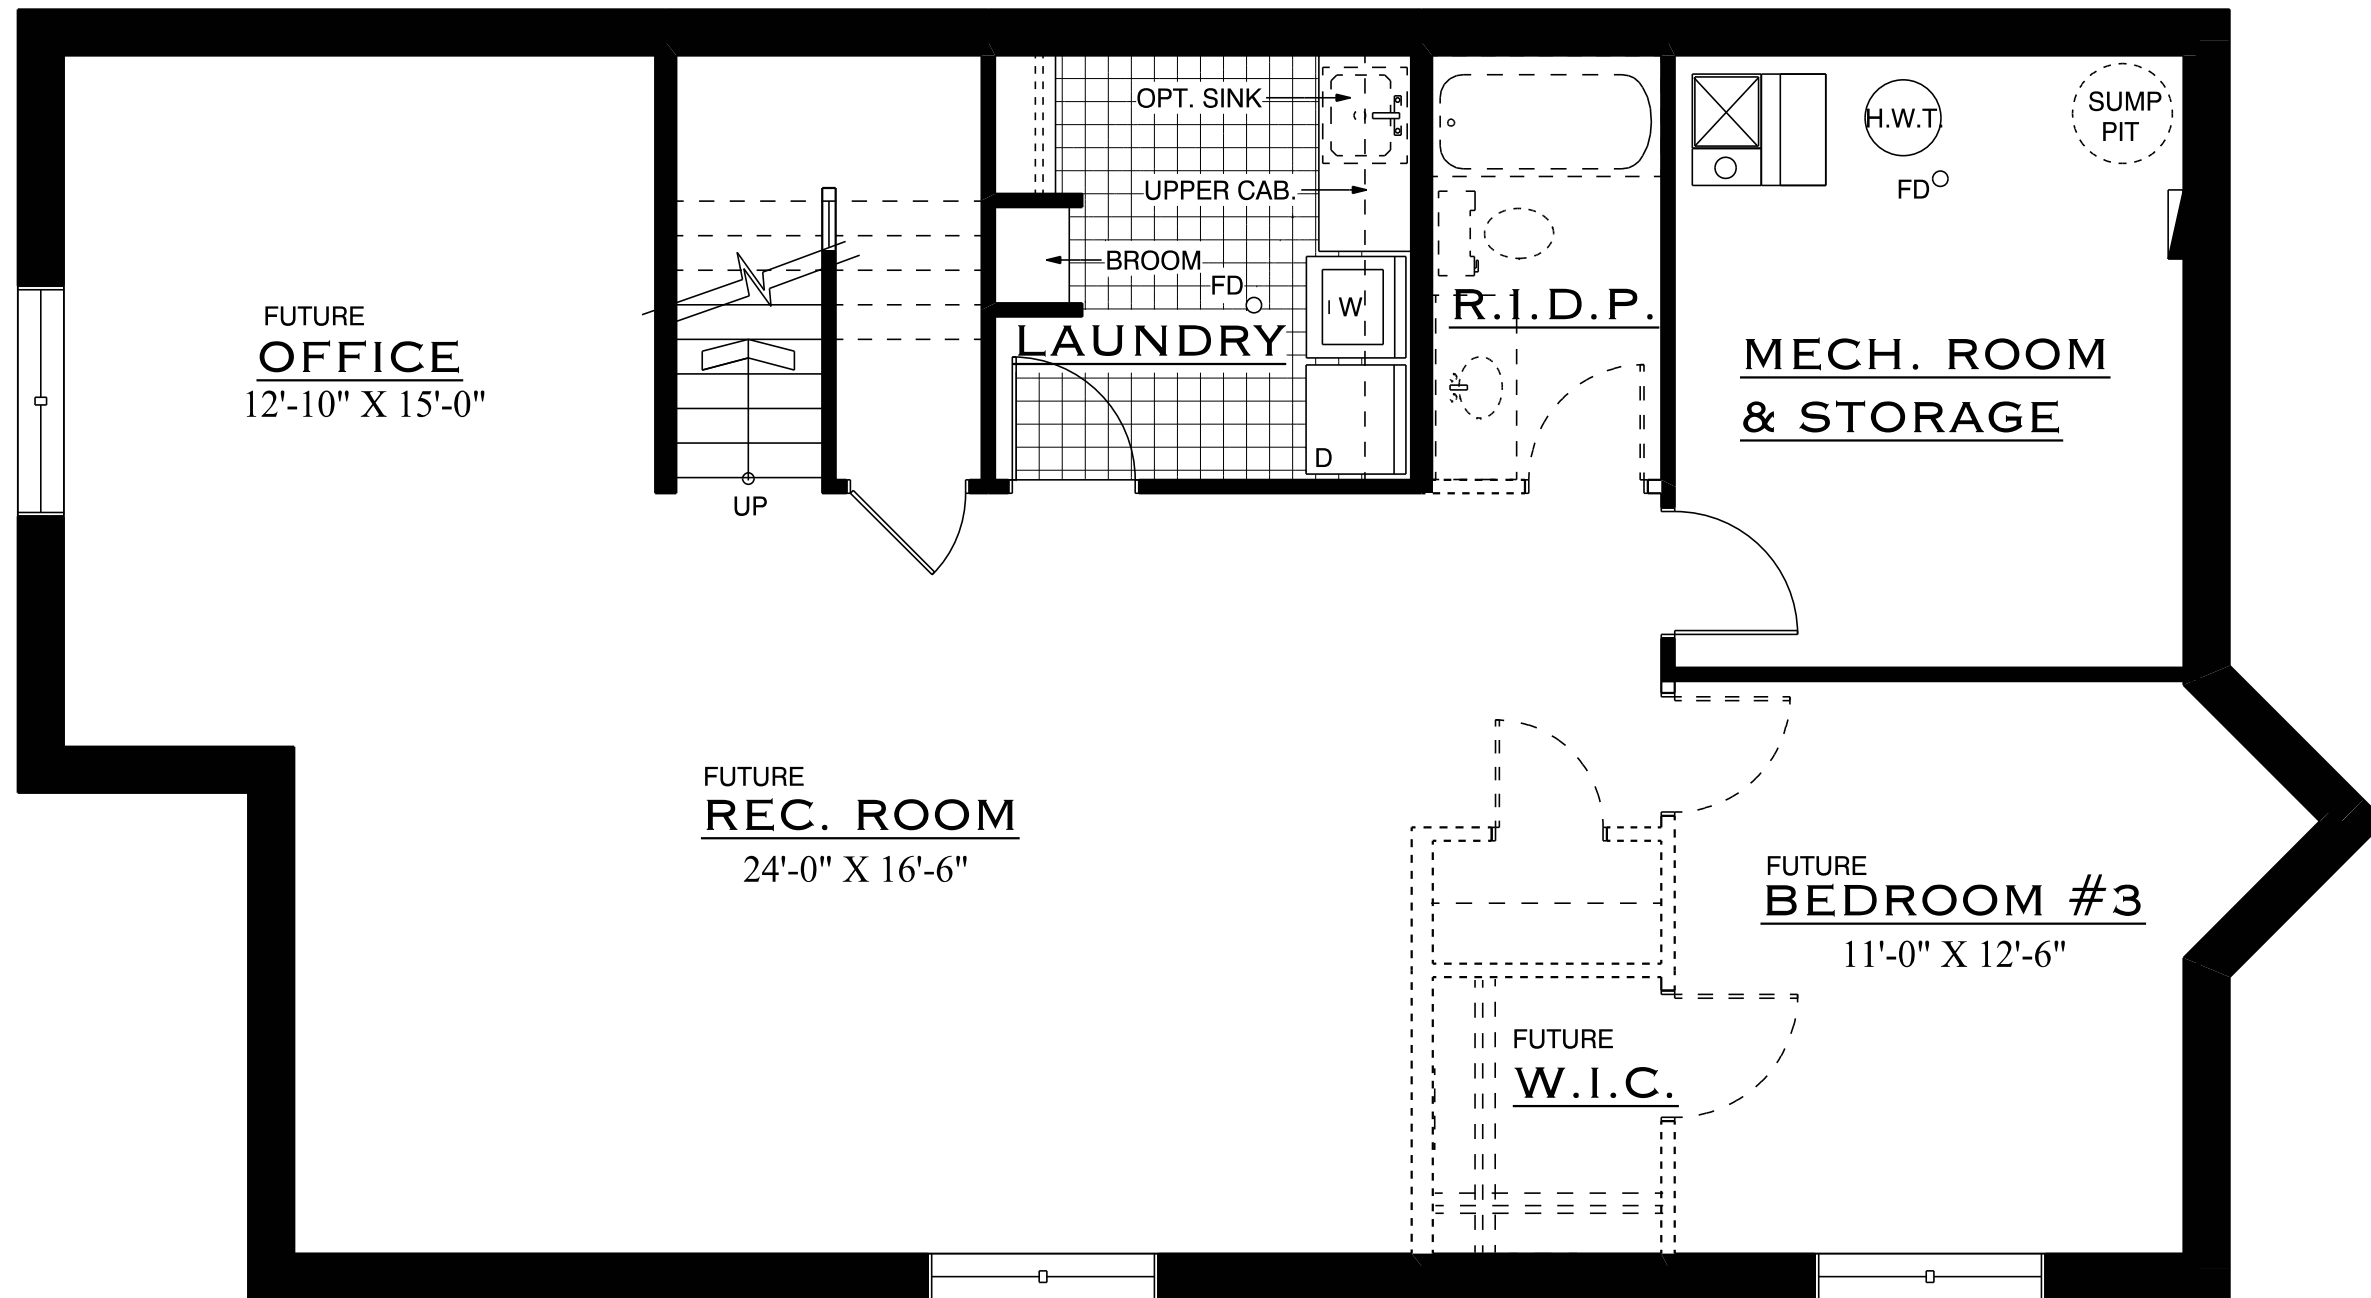 OPT. SINK
H.W.T.
SUMP
PIT
FD
UPPER CAB.
BROOM
FD
W
R.I.D.P.
LAUNDRY
D
UP
FUTURE
OFFICE
12'-10" X 15'-0"
MECH. ROOM
& STORAGE
FUTURE
REC. ROOM
24'-0" X 16'-6"
FUTURE
BEDROOM #3
11'-0" X 12'-6"
FUTURE
W.I.C.